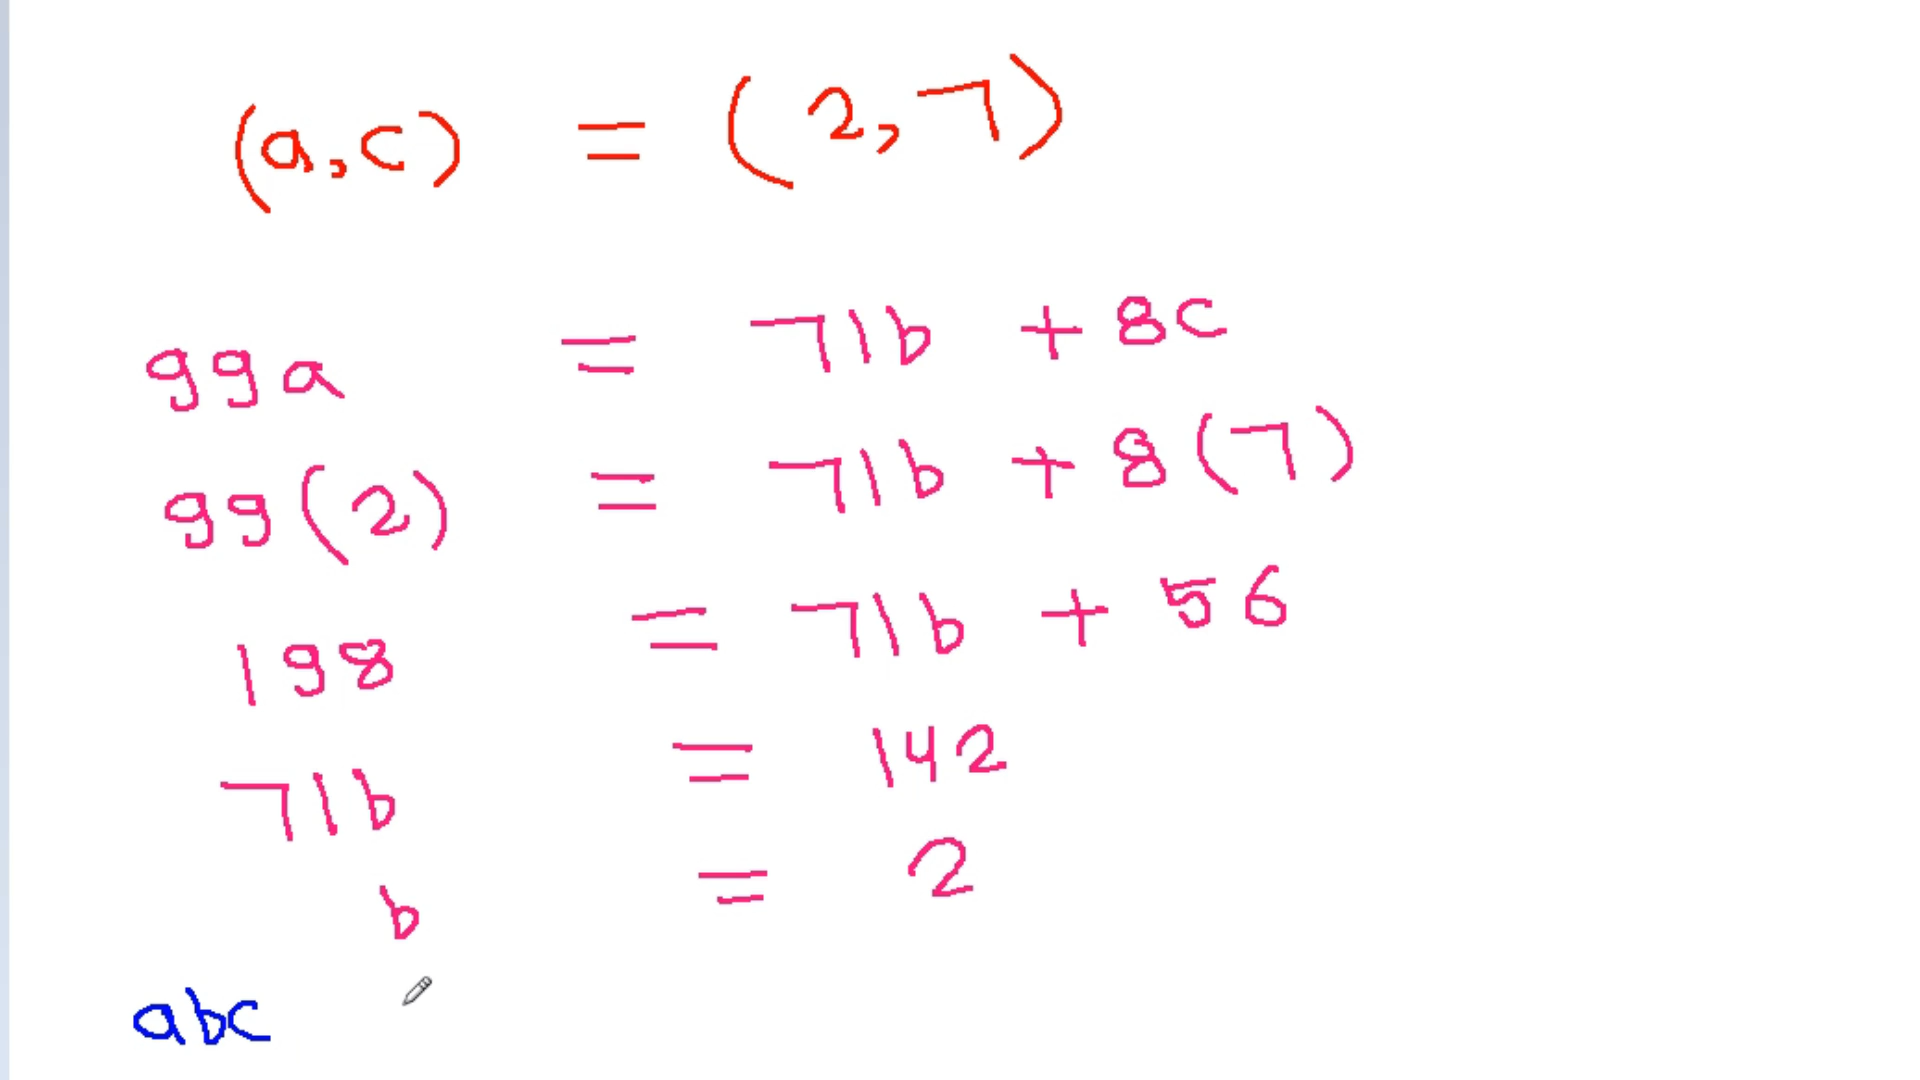 (a,c) = (2,7)
99a = 71b + 8c
99(2) = 71b + 8(7)
198 = 71b + 56
71b = 142
b = 2
abc